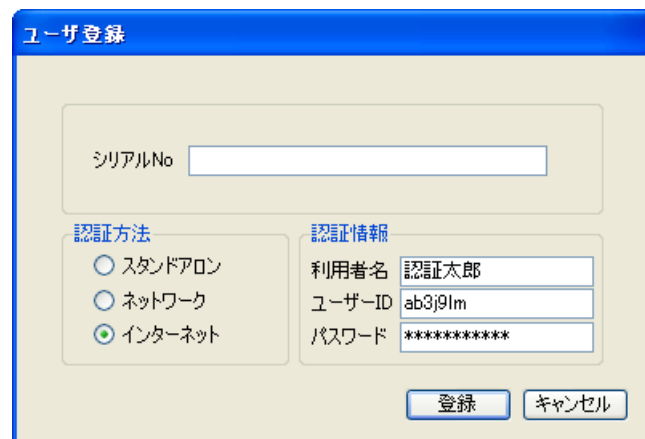 ユーザ登録
シリアルNo
認証方法
スタンドアロン
ネットワーク
インターネット
認証情報
利用者名 認証太郎
ユーザーID ab3j9lm
パスワード ***********
登録 キャンセル